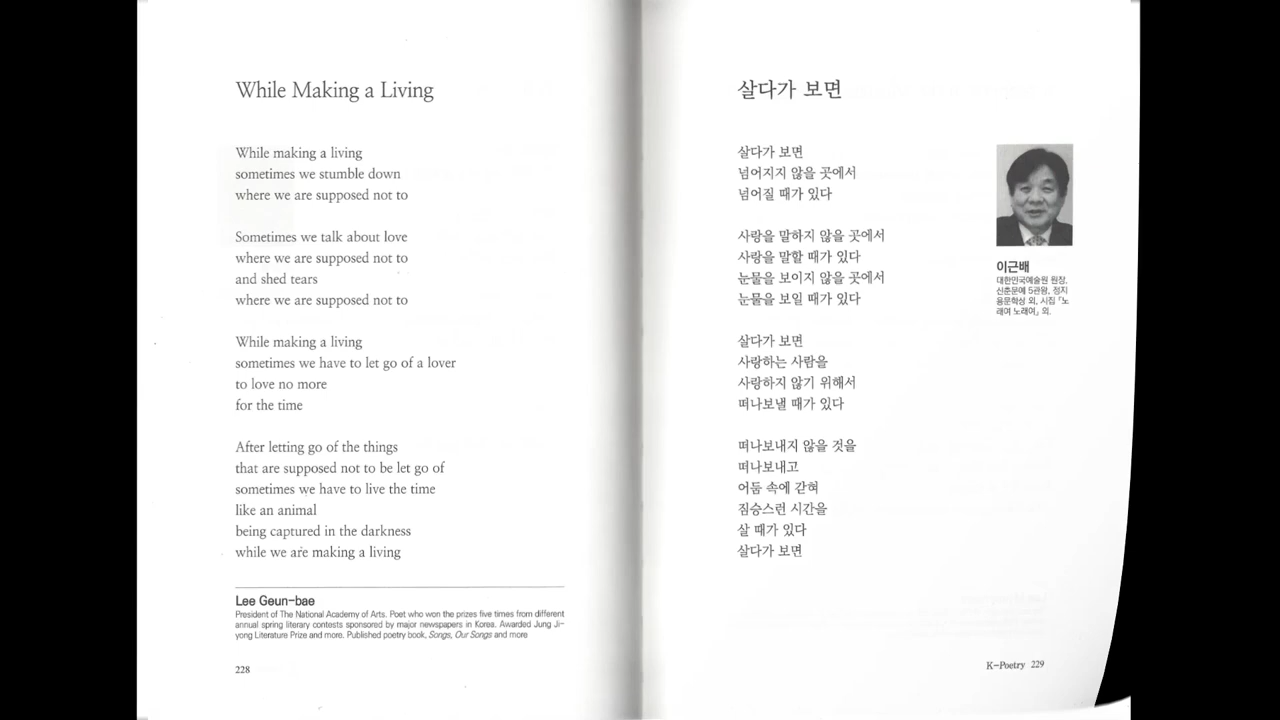 While Making a Living
While making a living
sometimes we stumble down
where we are supposed not to
Sometimes we talk about love
where we are supposed not to
and shed tears
where we are supposed not to
While making a living
sometimes we have to let go of a lover
to love no more
for the time
After letting go of the things
that are supposed not to be let go of
sometimes we have to live the time
like an animal
being captured in the darkness
while we are making a living
Lee Geun-bae
President of The National Academy of Arts. Poet who won the prizes five times from different
annual spring literary contests sponsored by major newspapers in Korea. Awarded Jung Ji-
yong Literature Prize and more. Published poetry book, Songs, Our Songs and more
228
살다가 보면
살다가 보면
넘어지지 않을 곳에서
넘어질 때가 있다
사랑을 말하지 않을 곳에서
사랑을 말할 때가 있다
눈물을 보이지 않을 곳에서
눈물을 보일 때가 있다
살다가 보면
사랑하는 사람을
사랑하지 않기 위해서
떠나보낼 때가 있다
떠나보내지 않을 것을
떠나보내고
어둠 속에 갇혀
짐승스런 시간을
살 때가 있다
살다가 보면
이근배
대한민국예술원 원장,
신춘문예 5관왕, 정지
용문학상 외, 시집 「노
래여 노래여」 외.
K-Poetry 229